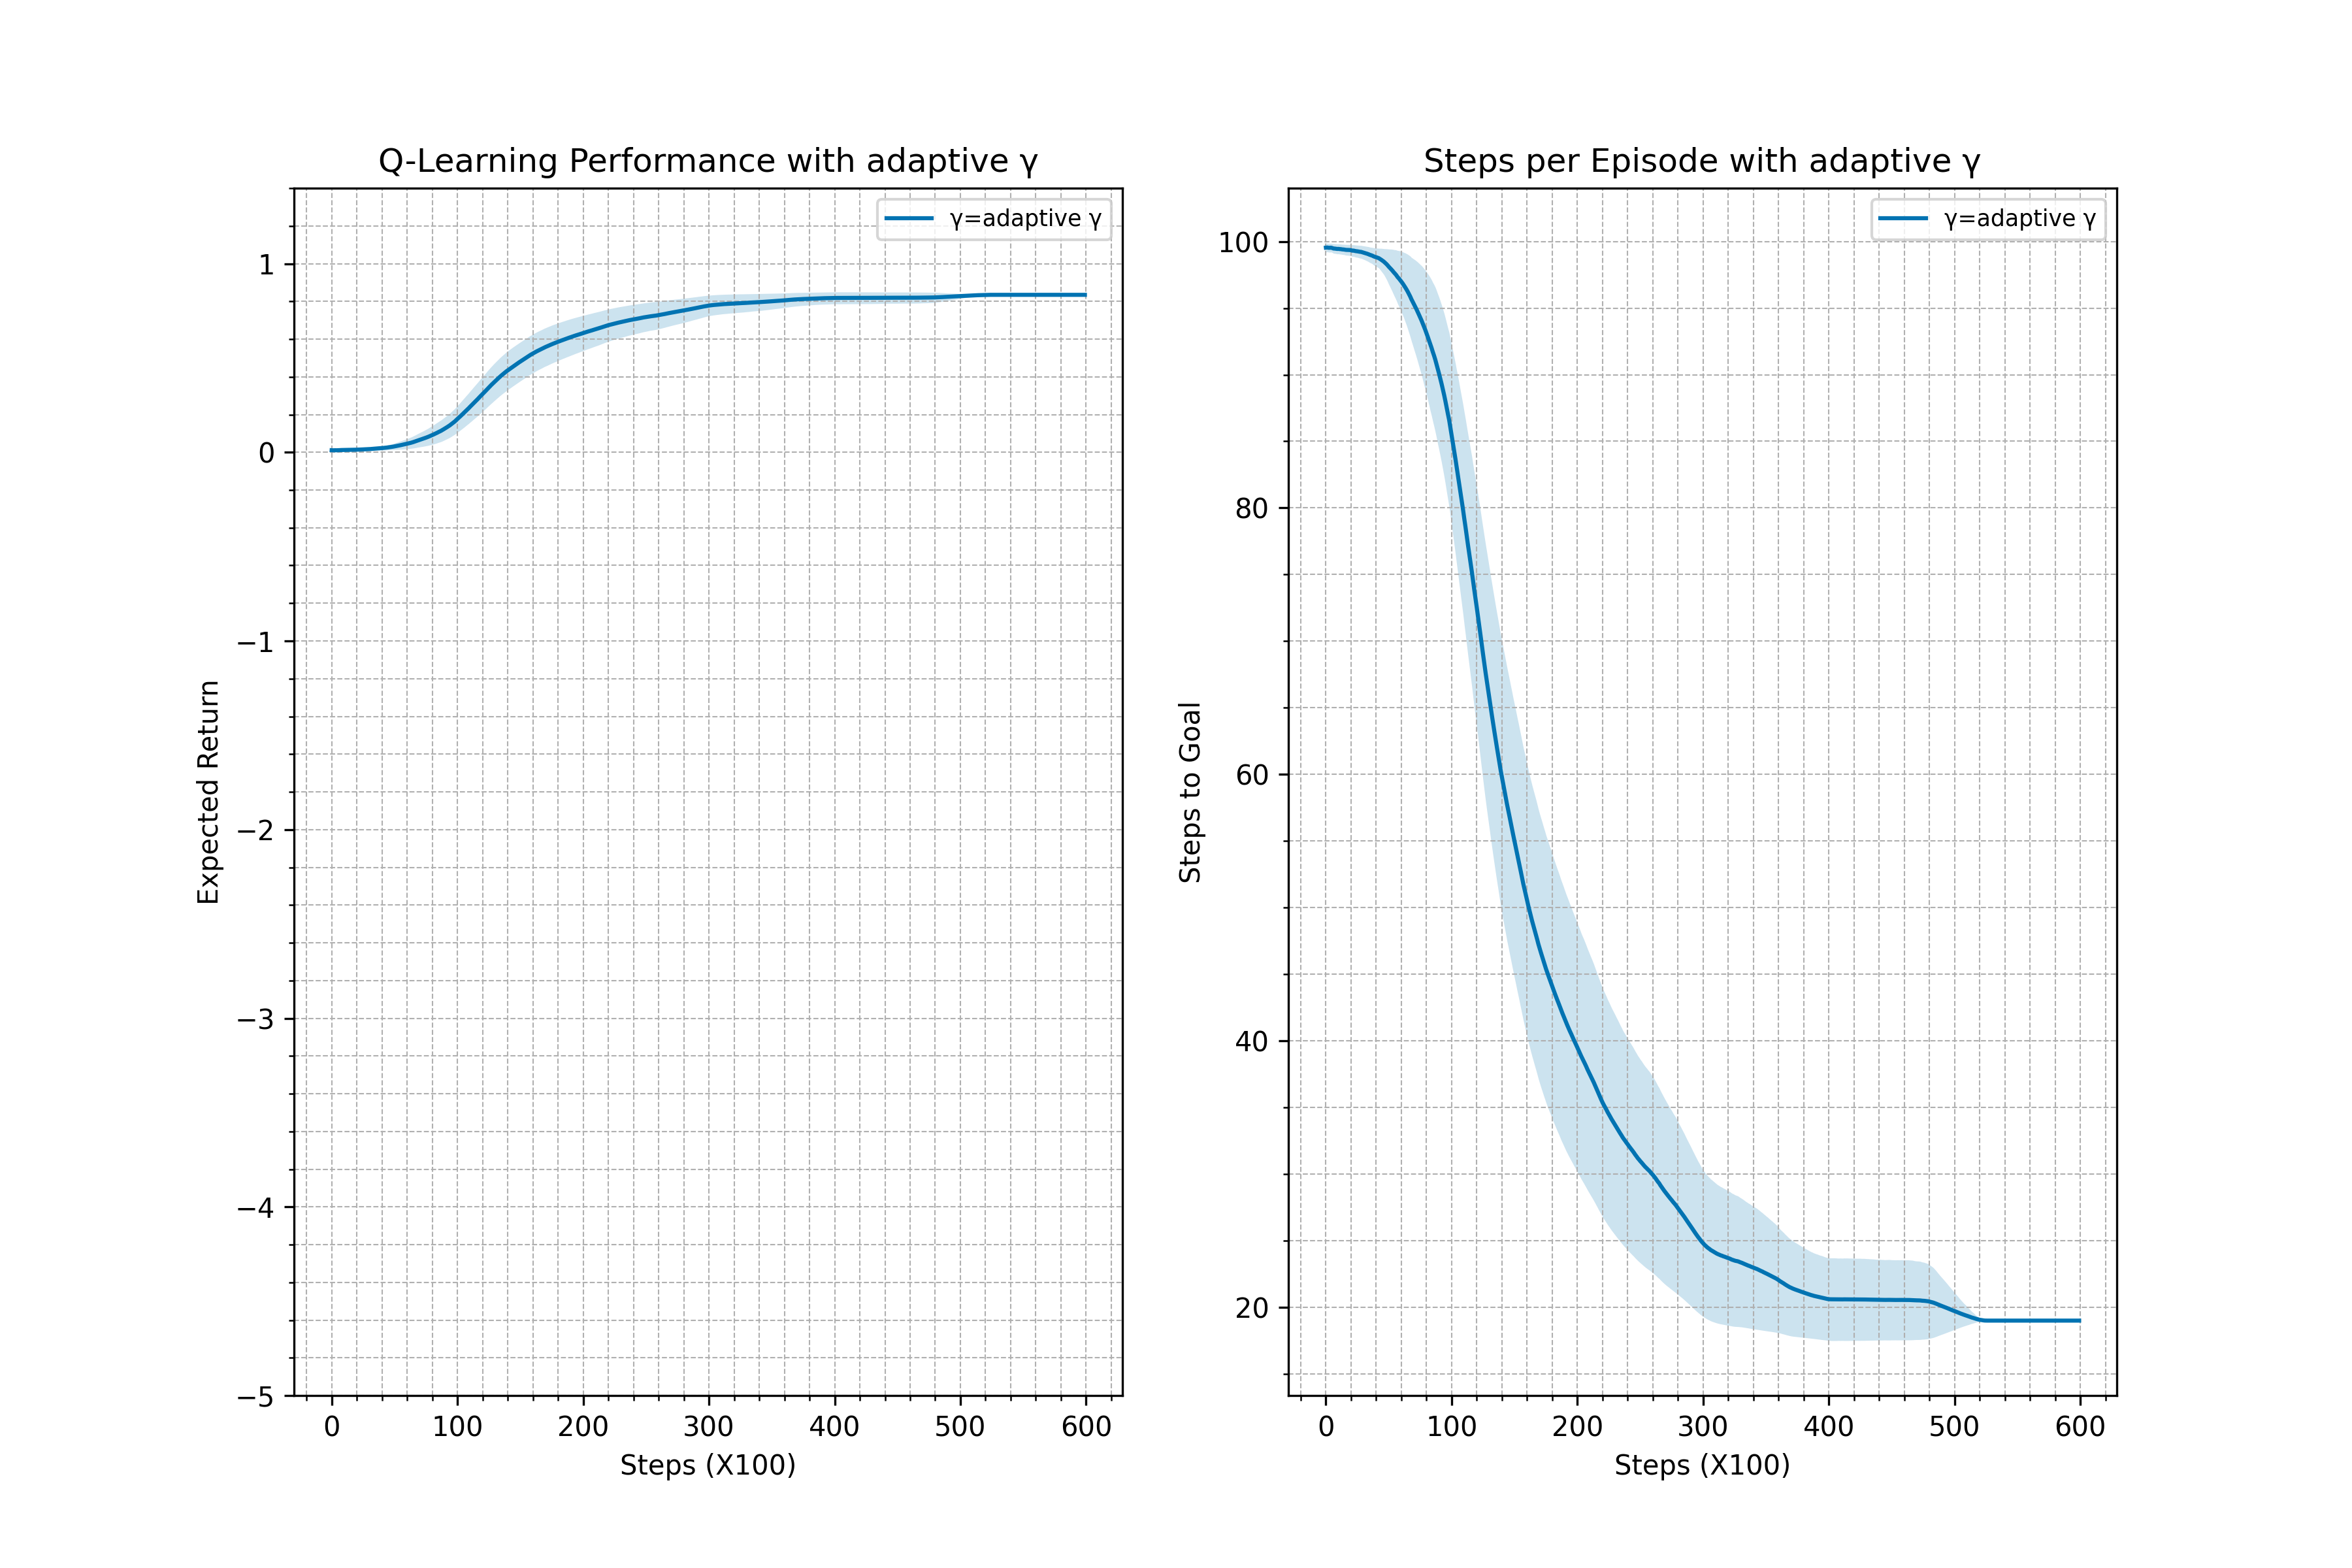 Q-Learning Performance with adaptive γ
γ=adaptive γ
1
0
−1
−2
−3
−4
−5
Expected Return
0 100 200 300 400 500 600
Steps (X100)
Steps per Episode with adaptive γ
γ=adaptive γ
100
80
60
40
20
Steps to Goal
0 100 200 300 400 500 600
Steps (X100)